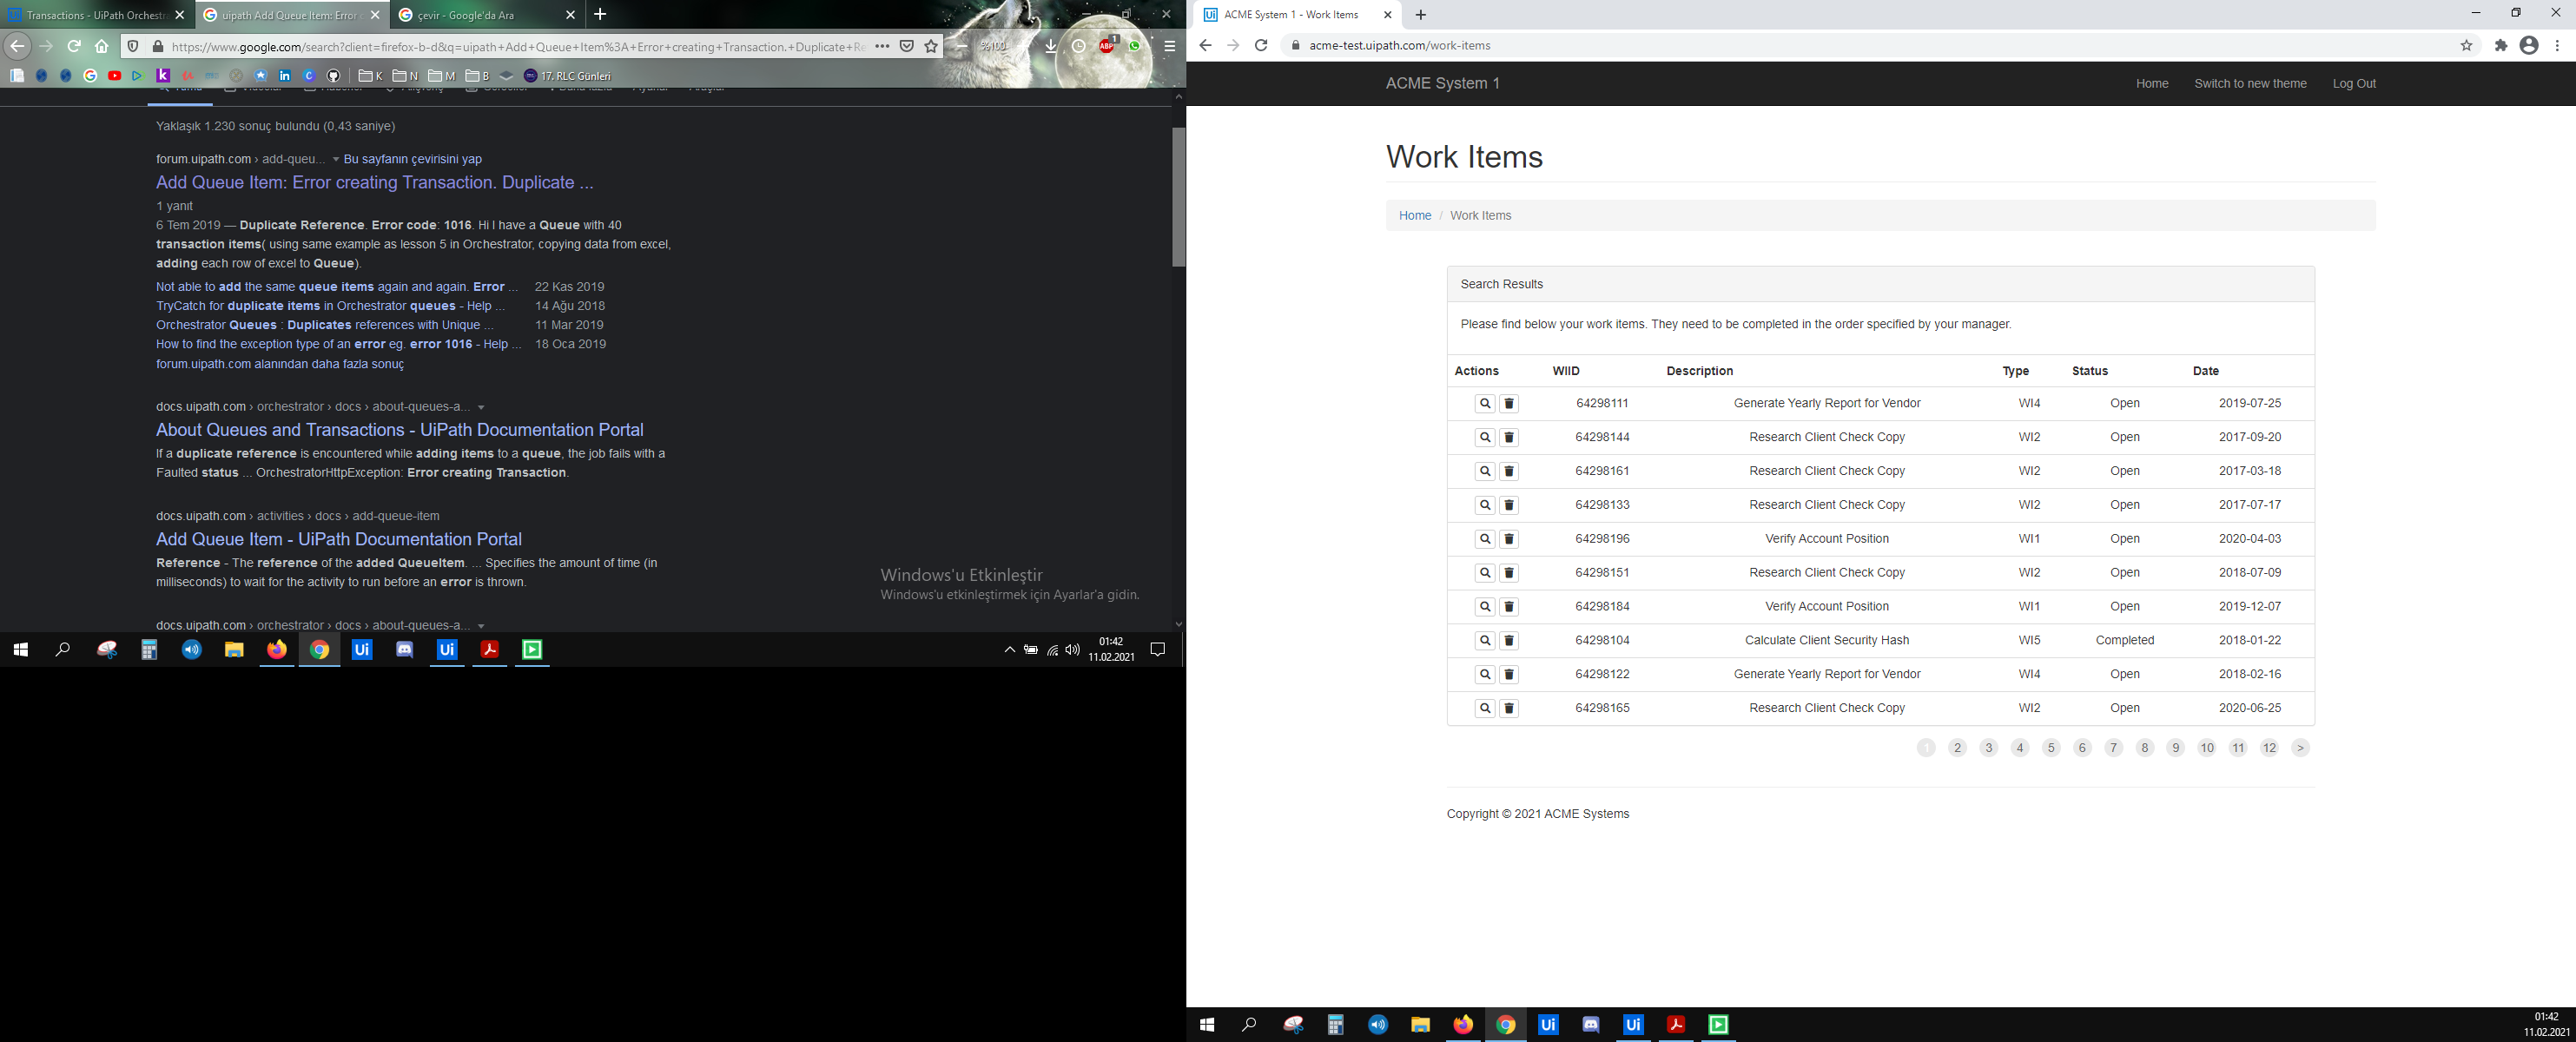 Transactions - UiPath Orchestr
uipath Add Queue Item: Error c
çevir - Google'da Ara
https://www.google.com/search?client=firefox-b-d&q=uipath+Add+Queue+Item%3A+Error+creating+Transaction.+Duplicate+Re
%100
ABP
1
K
N
M
B
17. RLC Günleri
Yaklaşık 1.230 sonuç bulundu (0,43 saniye)
forum.uipath.com › add-queu... Bu sayfanın çevirisini yap
Add Queue Item: Error creating Transaction. Duplicate ...
1 yanıt
6 Tem 2019 — Duplicate Reference. Error code: 1016. Hi I have a Queue with 40
transaction items( using same example as lesson 5 in Orchestrator, copying data from excel,
adding each row of excel to Queue).
Not able to add the same queue items again and again. Error ... 22 Kas 2019
TryCatch for duplicate items in Orchestrator queues - Help ... 14 Ağu 2018
Orchestrator Queues : Duplicates references with Unique ... 11 Mar 2019
How to find the exception type of an error eg. error 1016 - Help ... 18 Oca 2019
forum.uipath.com alanından daha fazla sonuç
docs.uipath.com › orchestrator › docs › about-queues-a...
About Queues and Transactions - UiPath Documentation Portal
If a duplicate reference is encountered while adding items to a queue, the job fails with a
Faulted status ... OrchestratorHttpException: Error creating Transaction.
docs.uipath.com › activities › docs › add-queue-item
Add Queue Item - UiPath Documentation Portal
Reference - The reference of the added QueueItem. ... Specifies the amount of time (in
milliseconds) to wait for the activity to run before an error is thrown.
docs.uipath.com › orchestrator › docs › about-queues-a...
Windows'u Etkinleştir
Windows'u etkinleştirmek için Ayarlar'a gidin.
Ui
Ui
01:42
11.02.2021
Ui ACME System 1 - Work Items
acme-test.uipath.com/work-items
ACME System 1
Home Switch to new theme Log Out
Work Items
Home / Work Items
Search Results
Please find below your work items. They need to be completed in the order specified by your manager.
Actions WIID Description Type Status Date
64298111 Generate Yearly Report for Vendor WI4 Open 2019-07-25
64298144 Research Client Check Copy WI2 Open 2017-09-20
64298161 Research Client Check Copy WI2 Open 2017-03-18
64298133 Research Client Check Copy WI2 Open 2017-07-17
64298196 Verify Account Position WI1 Open 2020-04-03
64298151 Research Client Check Copy WI2 Open 2018-07-09
64298184 Verify Account Position WI1 Open 2019-12-07
64298104 Calculate Client Security Hash WI5 Completed 2018-01-22
64298122 Generate Yearly Report for Vendor WI4 Open 2018-02-16
64298165 Research Client Check Copy WI2 Open 2020-06-25
1 2 3 4 5 6 7 8 9 10 11 12 >
Copyright © 2021 ACME Systems
Ui
Ui
01:42
11.02.2021